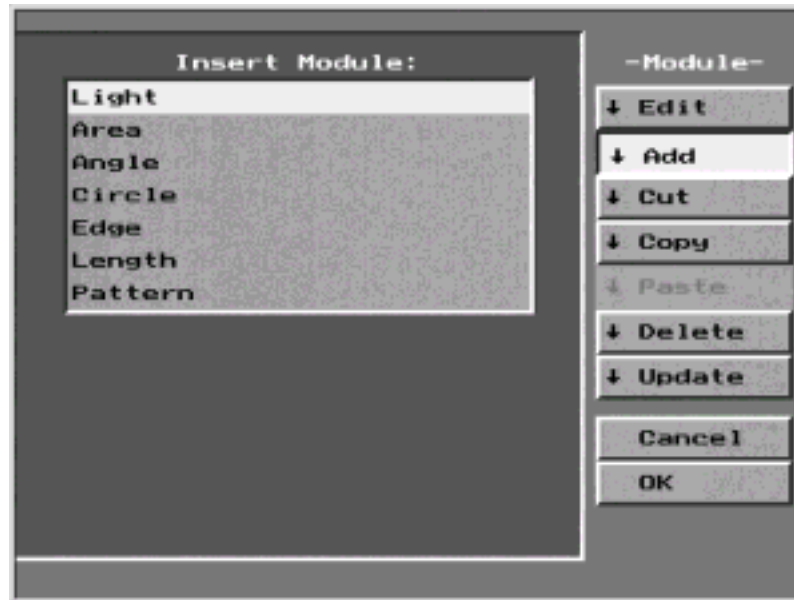 Insert Module:
Light
Area
Angle
Circle
Edge
Length
Pattern
-Module-
↓ Edit
↓ Add
↓ Cut
↓ Copy
↓ Paste
↓ Delete
↓ Update
Cancel
OK